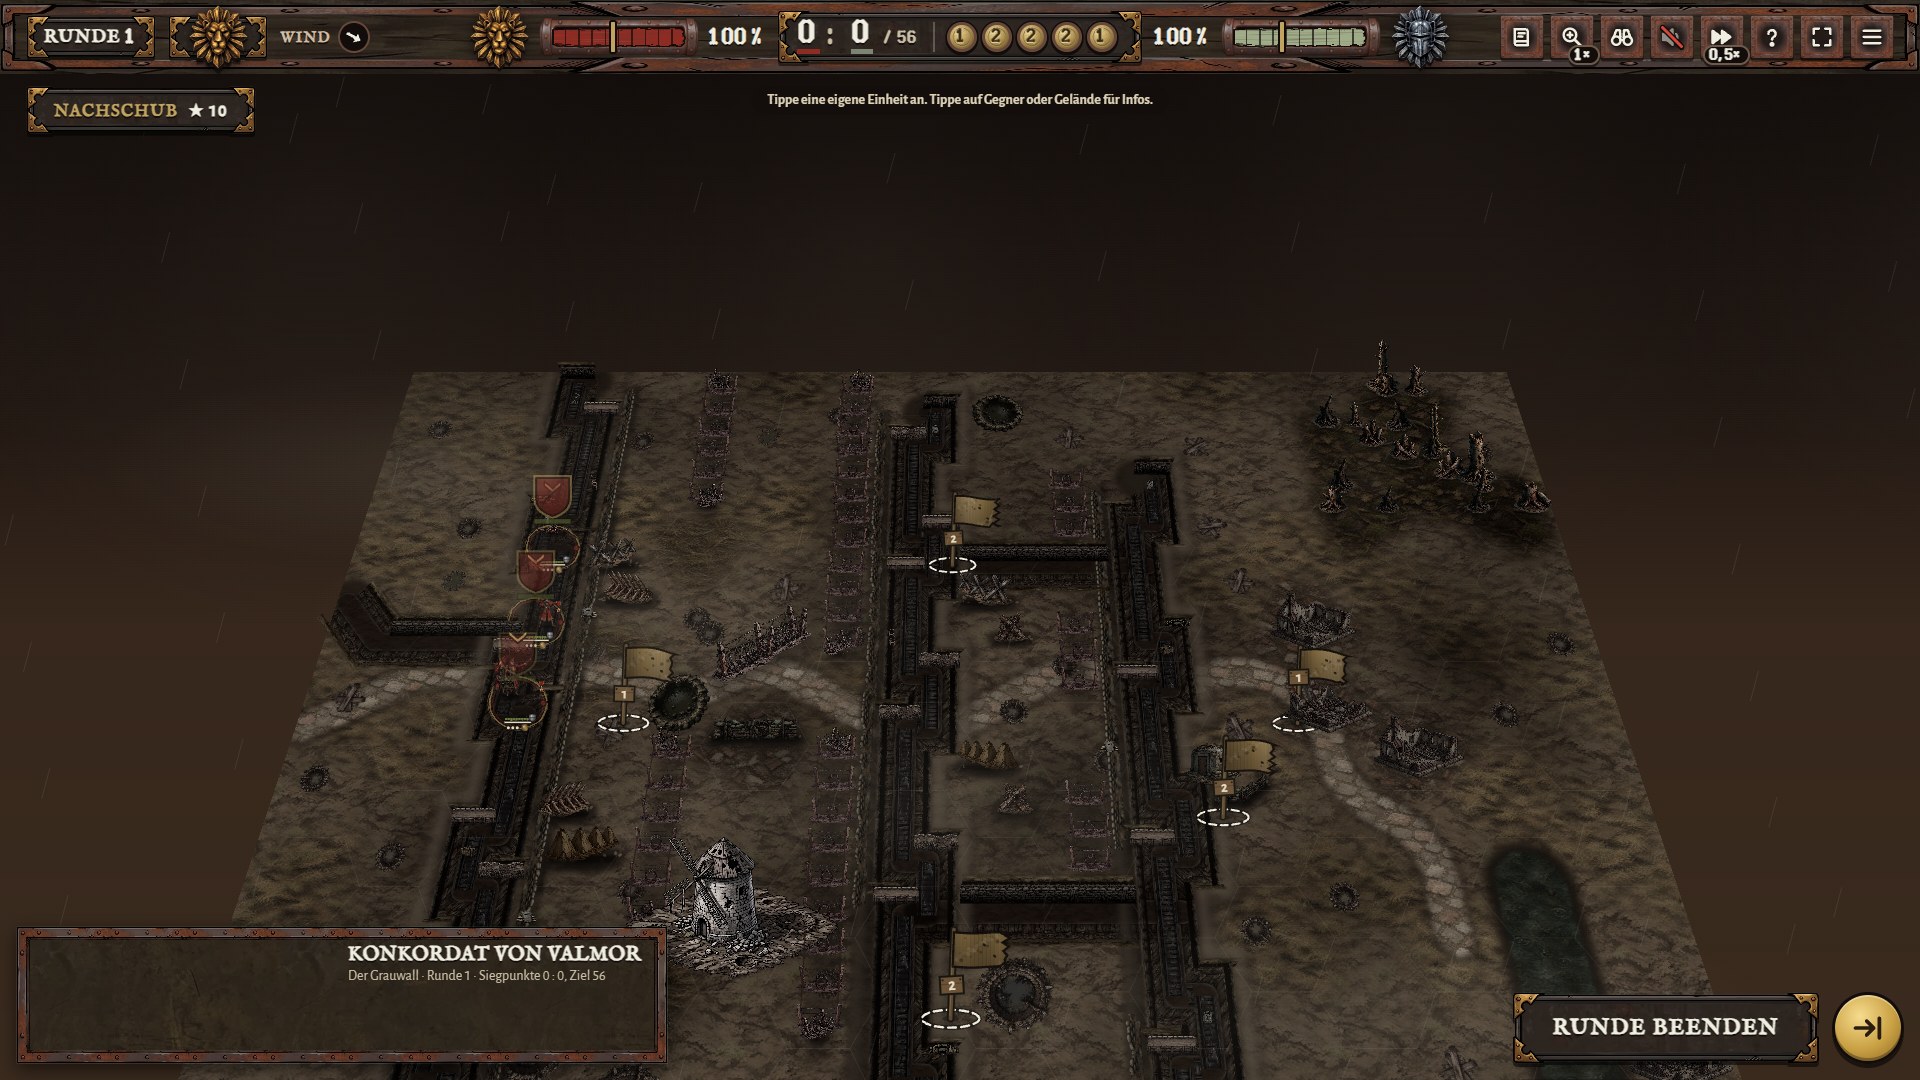 RUNDE 1
WIND
100 %
0 : 0 / 56
1 2 2 2 1
100 %
1×
0,5×
?
NACHSCHUB ★ 10
Tippe eine eigene Einheit an. Tippe auf Gegner oder Gelände für Infos.
2
1
1
2
2
KONKORDAT VON VALMOR
Der Grauwall · Runde 1 · Siegpunkte 0 : 0, Ziel 56
RUNDE BEENDEN